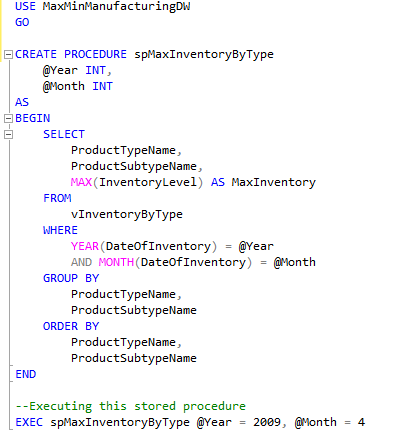 USE MaxMinManufacturingDW
GO
CREATE PROCEDURE spMaxInventoryByType
@Year INT,
@Month INT
AS
BEGIN
SELECT
ProductTypeName,
ProductSubtypeName,
MAX(InventoryLevel) AS MaxInventory
FROM
vInventoryByType
WHERE
YEAR(DateOfInventory) = @Year
AND MONTH(DateOfInventory) = @Month
GROUP BY
ProductTypeName,
ProductSubtypeName
ORDER BY
ProductTypeName,
ProductSubtypeName
END
--Executing this stored procedure
EXEC spMaxInventoryByType @Year = 2009, @Month = 4